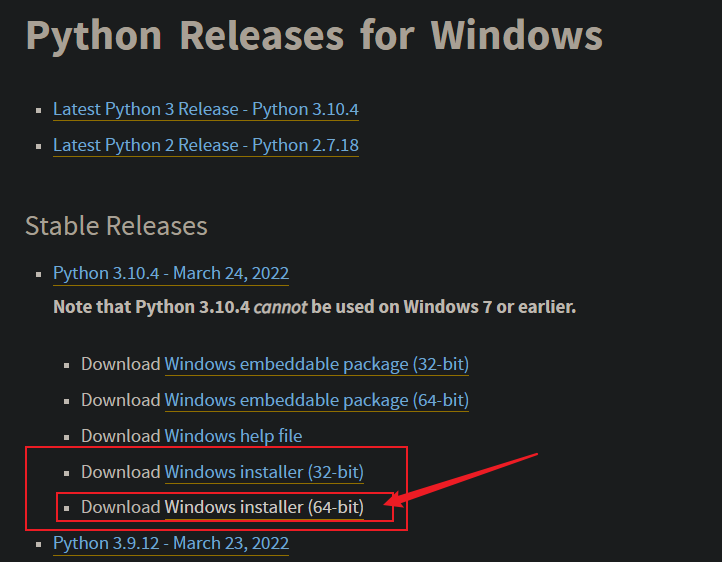 Python Releases for Windows
Latest Python 3 Release - Python 3.10.4
Latest Python 2 Release - Python 2.7.18
Stable Releases
Python 3.10.4 - March 24, 2022
Note that Python 3.10.4 cannot be used on Windows 7 or earlier.
Download Windows embeddable package (32-bit)
Download Windows embeddable package (64-bit)
Download Windows help file
Download Windows installer (32-bit)
Download Windows installer (64-bit)
Python 3.9.12 - March 23, 2022